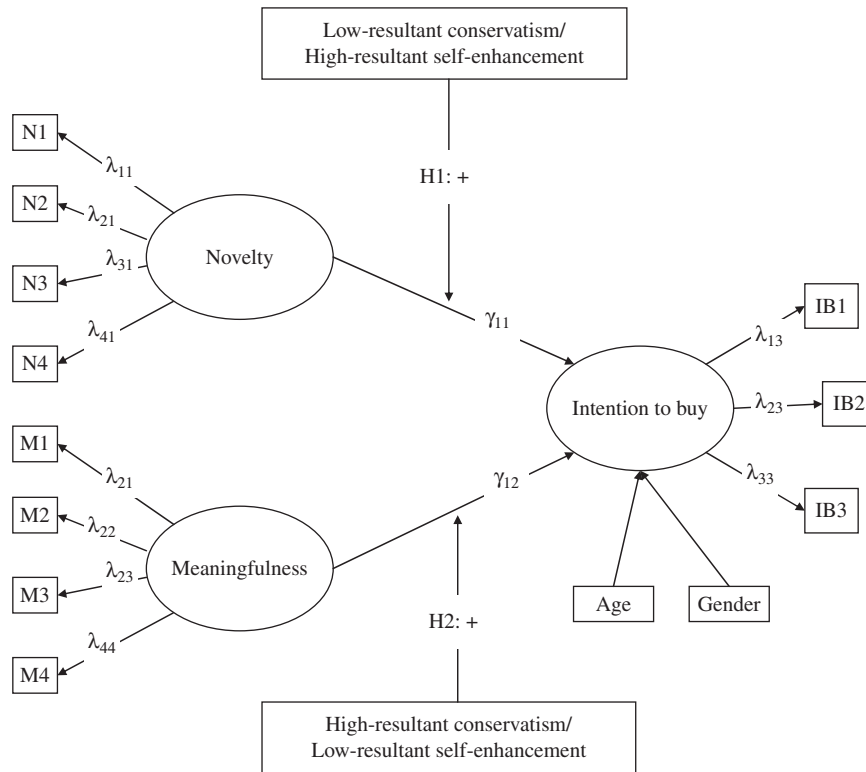 Low-resultant conservatism/
High-resultant self-enhancement
N1
λ11
H1: +
N2
λ21
Novelty
N3
λ31
N4
λ41
γ11
IB1
λ13
Intention to buy
λ23
IB2
M1
λ21
γ12
λ33
IB3
M2
λ22
Meaningfulness
M3
λ23
Age
Gender
H2: +
M4
λ44
High-resultant conservatism/
Low-resultant self-enhancement